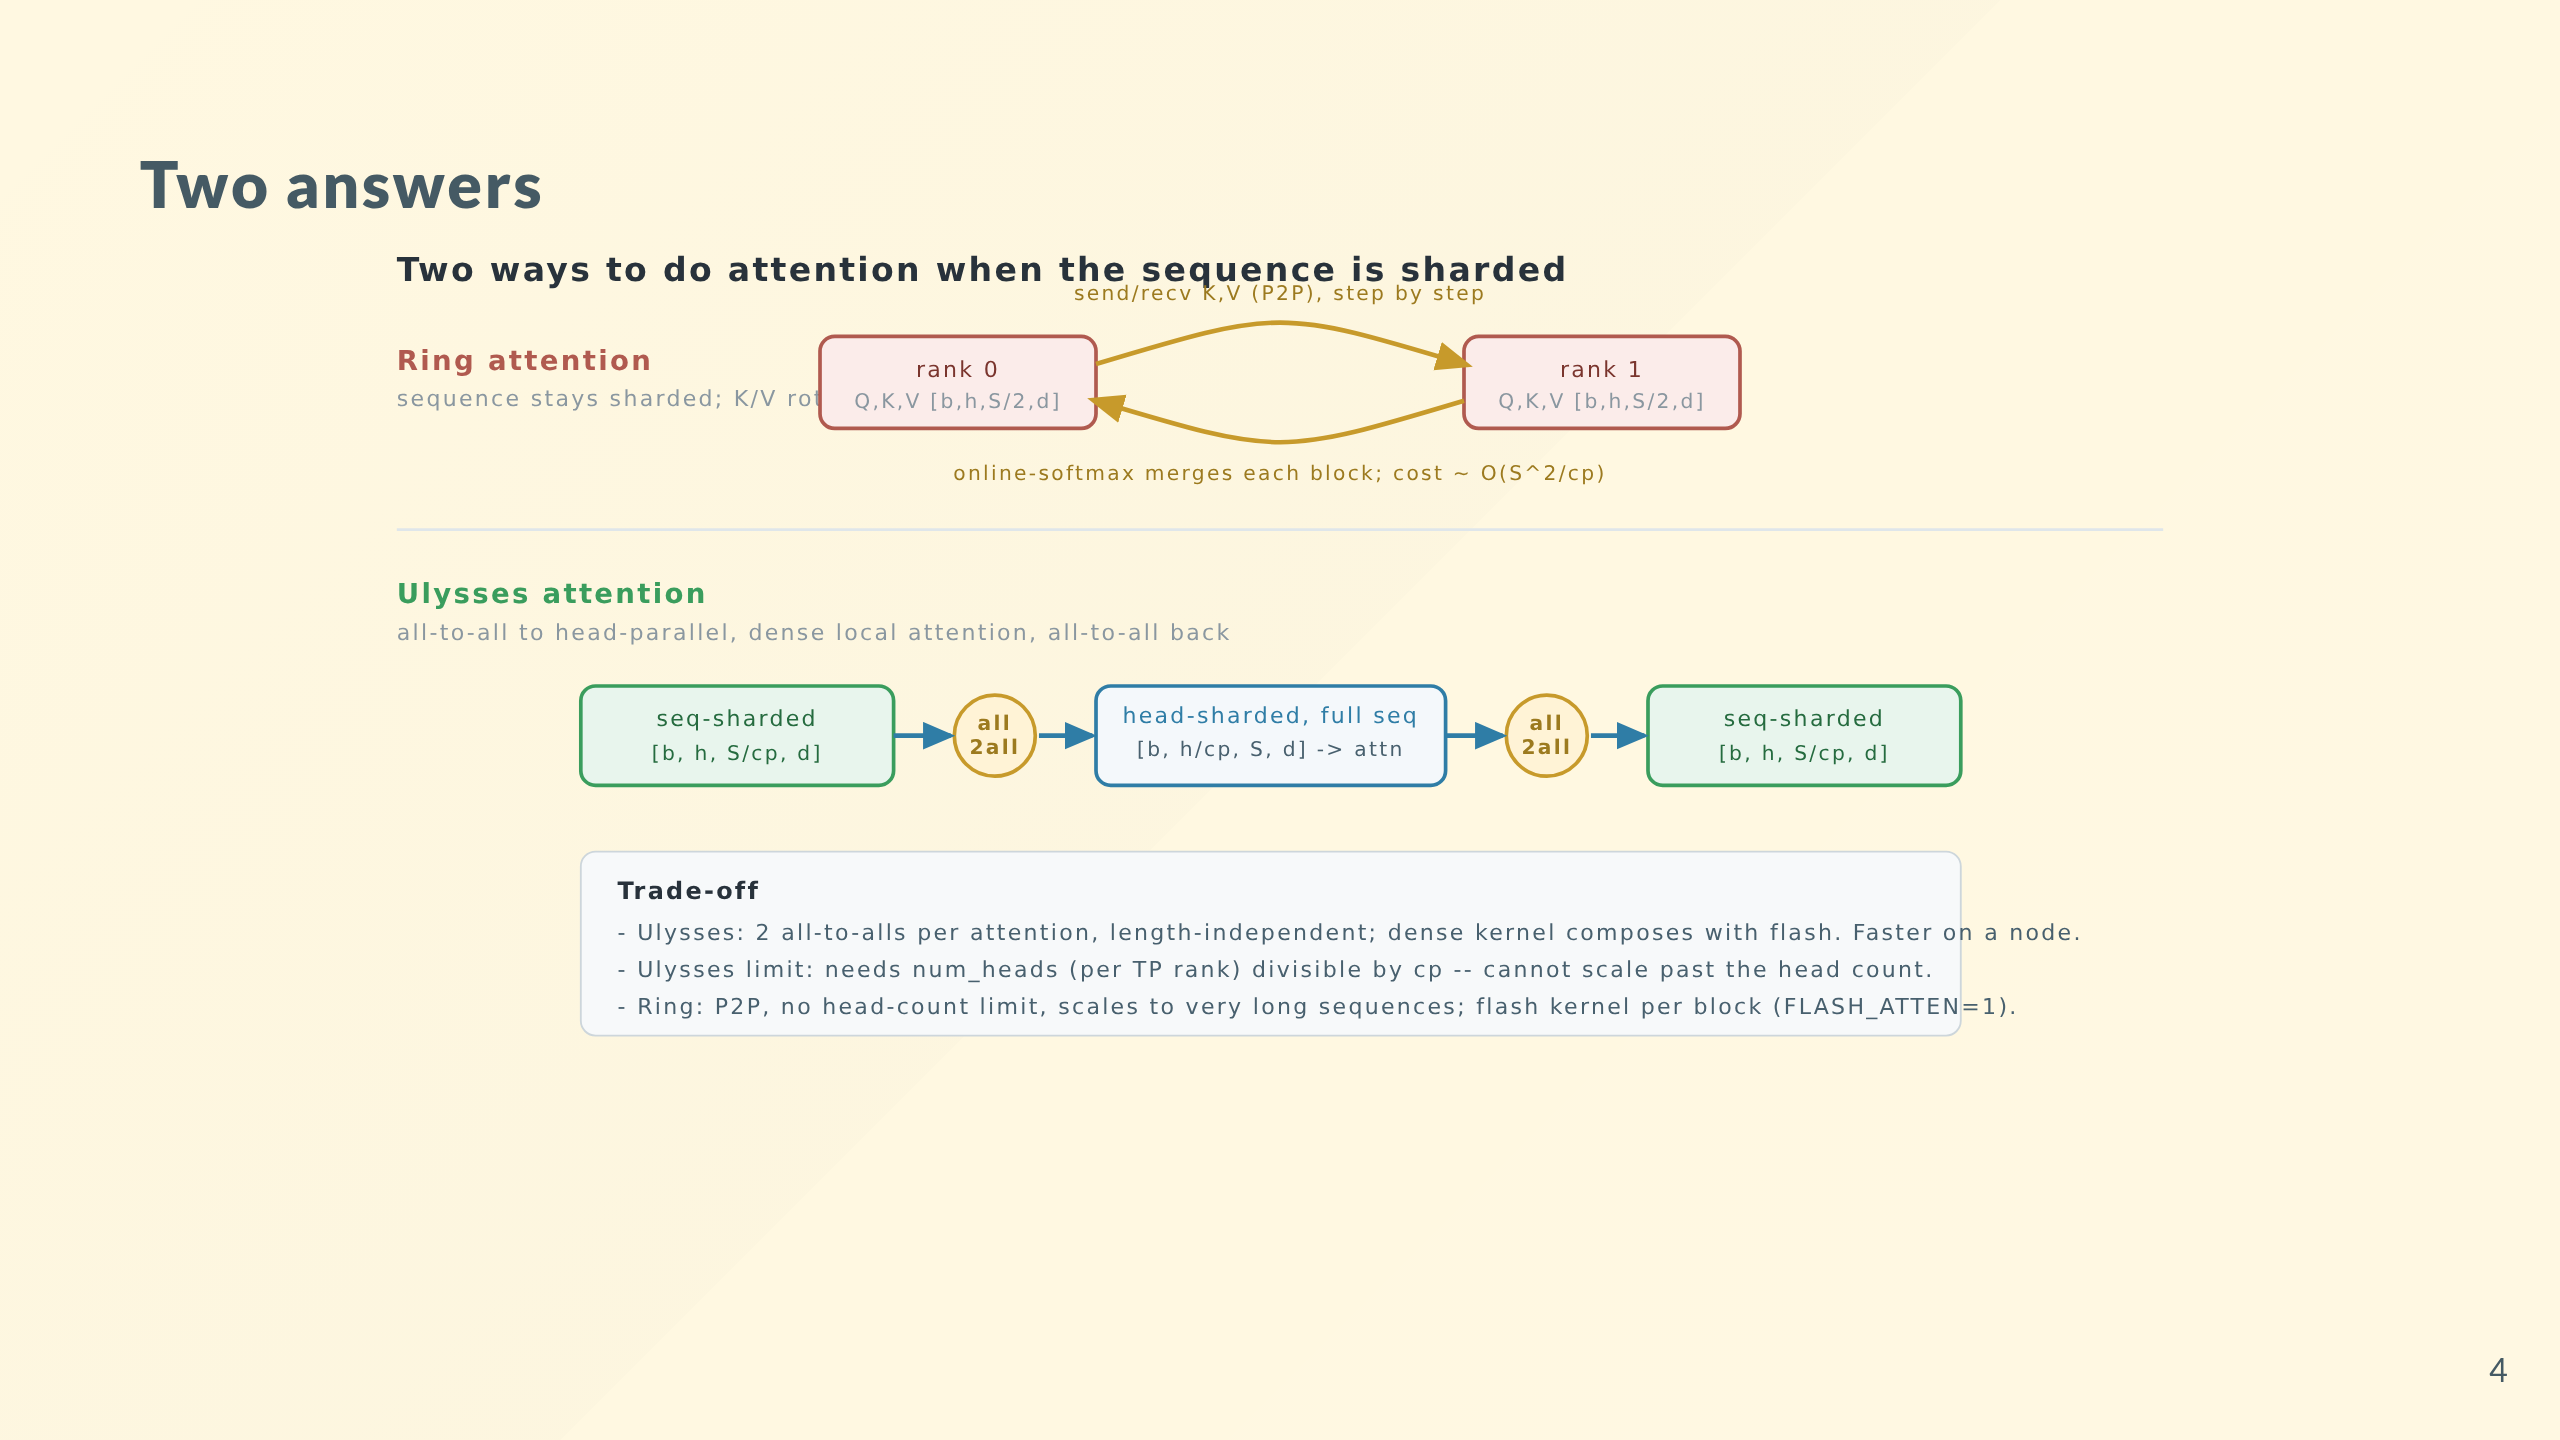 Two answers
Two ways to do attention when the sequence is sharded
send/recv K,V (P2P), step by step
Ring attention
sequence stays sharded; K/V
rank 0
Q,K,V [b,h,S/2,d]
rank 1
Q,K,V [b,h,S/2,d]
online-softmax merges each block; cost ~ O(S^2/cp)
Ulysses attention
all-to-all to head-parallel, dense local attention, all-to-all back
seq-sharded
[b, h, S/cp, d]
all
2all
head-sharded, full seq
[b, h/cp, S, d] -> attn
all
2all
seq-sharded
[b, h, S/cp, d]
Trade-off
- Ulysses: 2 all-to-alls per attention, length-independent; dense kernel composes with flash. Faster on a node.
- Ulysses limit: needs num_heads (per TP rank) divisible by cp -- cannot scale past the head count.
- Ring: P2P, no head-count limit, scales to very long sequences; flash kernel per block (FLASH_ATTEN=1).
4